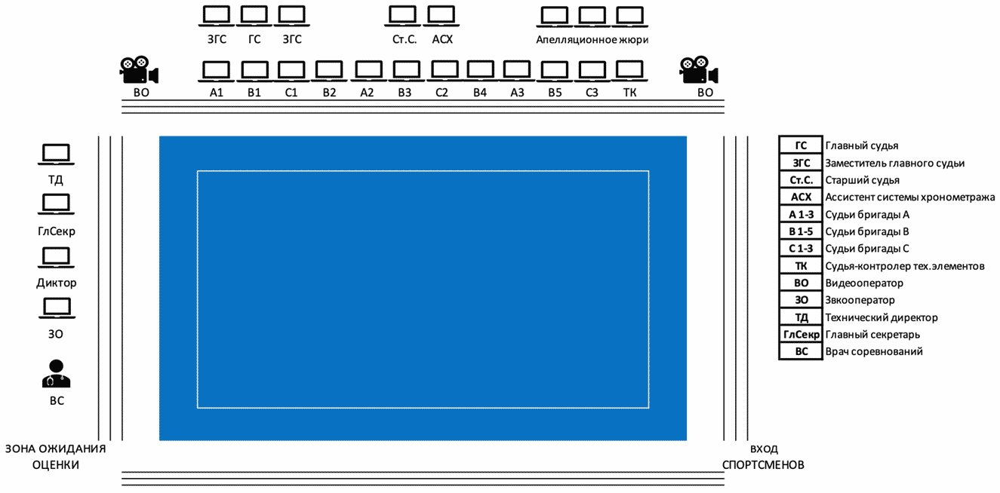 ЗГС ГС ЗГС Ст.С. АСХ Апелляционное жюри
ВО А1 В1 С1 В2 А2 В3 С2 В4 А3 В5 С3 ТК ВО
ТД
ГлСекр
Диктор
ЗО
ВС
ЗОНА ОЖИДАНИЯ
ОЦЕНКИ
ГС Главный судья
ЗГС Заместитель главного судьи
Ст.С. Старший судья
АСХ Ассистент системы хронометража
А 1-3 Судьи бригады А
В 1-5 Судьи бригады В
С 1-3 Судьи бригады С
ТК Судья-контролер тех.элементов
ВО Видеооператор
ЗО Звкооператор
ТД Технический директор
ГлСекр Главный секретарь
ВС Врач соревнований
ВХОД
СПОРТСМЕНОВ